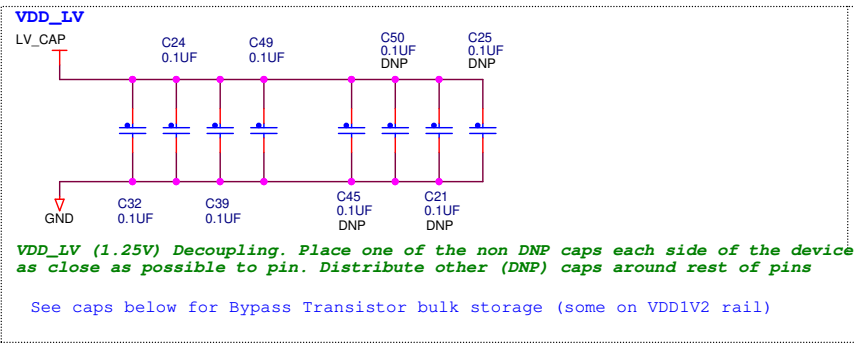 VDD_LV
LV_CAP
C24
0.1UF
C49
0.1UF
C50
0.1UF
DNP
C25
0.1UF
DNP
C32
0.1UF
C39
0.1UF
C45
0.1UF
DNP
C21
0.1UF
DNP
GND
VDD_LV (1.25V) Decoupling. Place one of the non DNP caps each side of the device
as close as possible to pin. Distribute other (DNP) caps around rest of pins
See caps below for Bypass Transistor bulk storage (some on VDD1V2 rail)